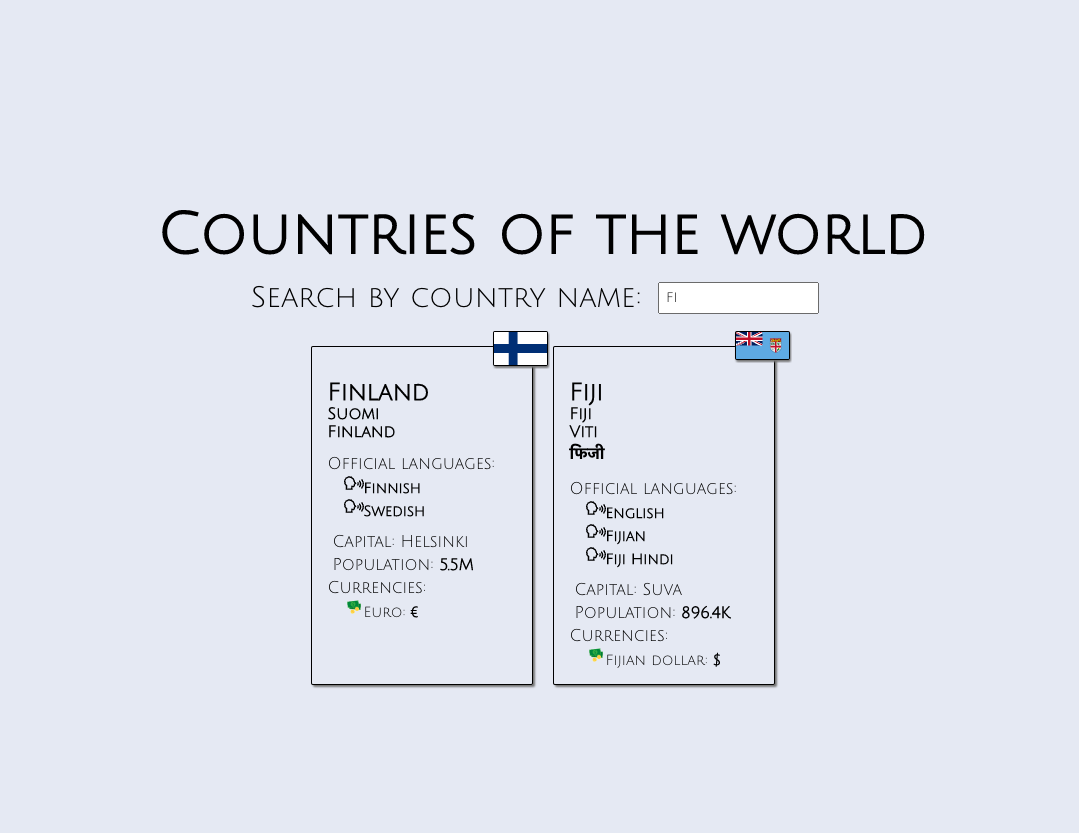 Countries of the world
Search by country name: FI
Finland
Suomi
Finland
Official languages:
Finnish
Swedish
Capital: Helsinki
Population: 5.5M
Currencies:
Euro: €
Fiji
Fiji
Viti
फिजी
Official languages:
English
Fijian
Fiji Hindi
Capital: Suva
Population: 896.4K
Currencies:
Fijian dollar: $